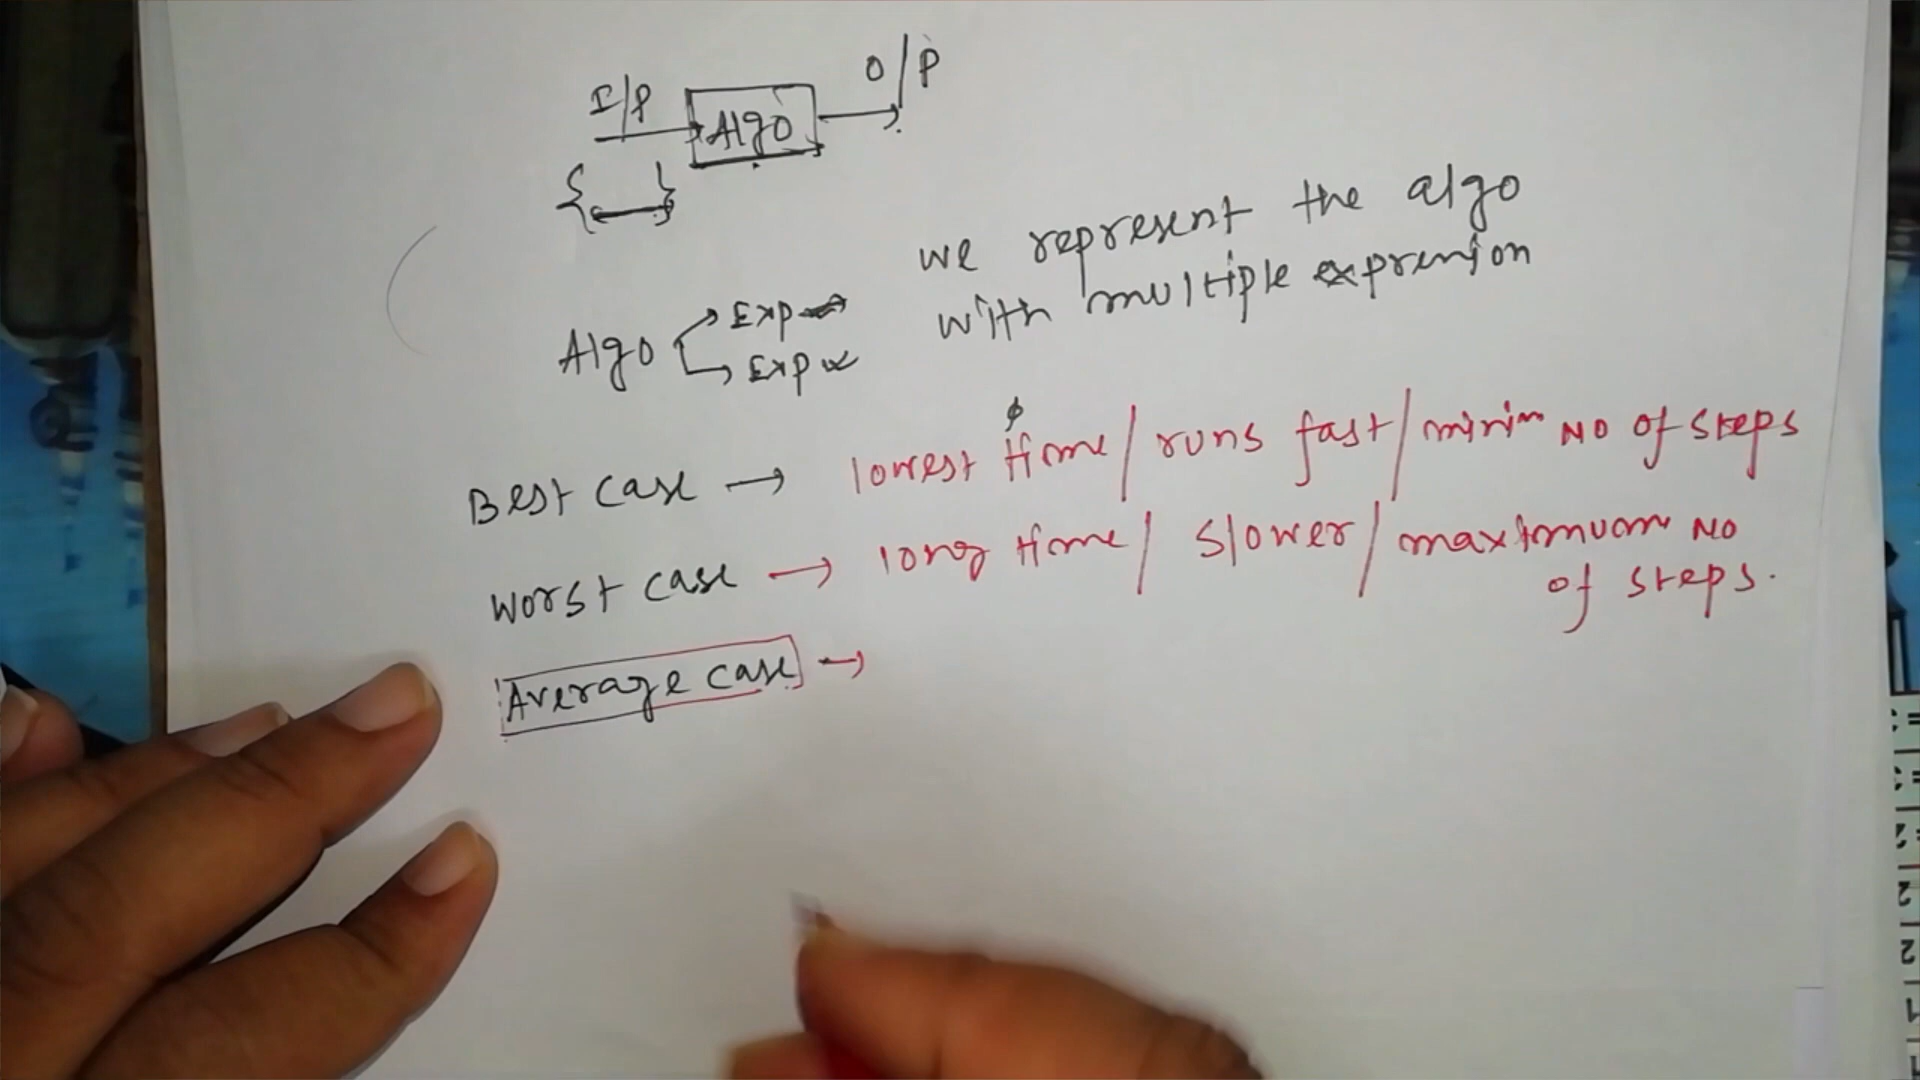 I/P Algo O/P
we represent the algo
with multiple expression
Algo Exp
Exp
Best case → lowest time/runs fast/minim NO of steps
worst case → long time/slower/maximum NO
of steps.
Average case →